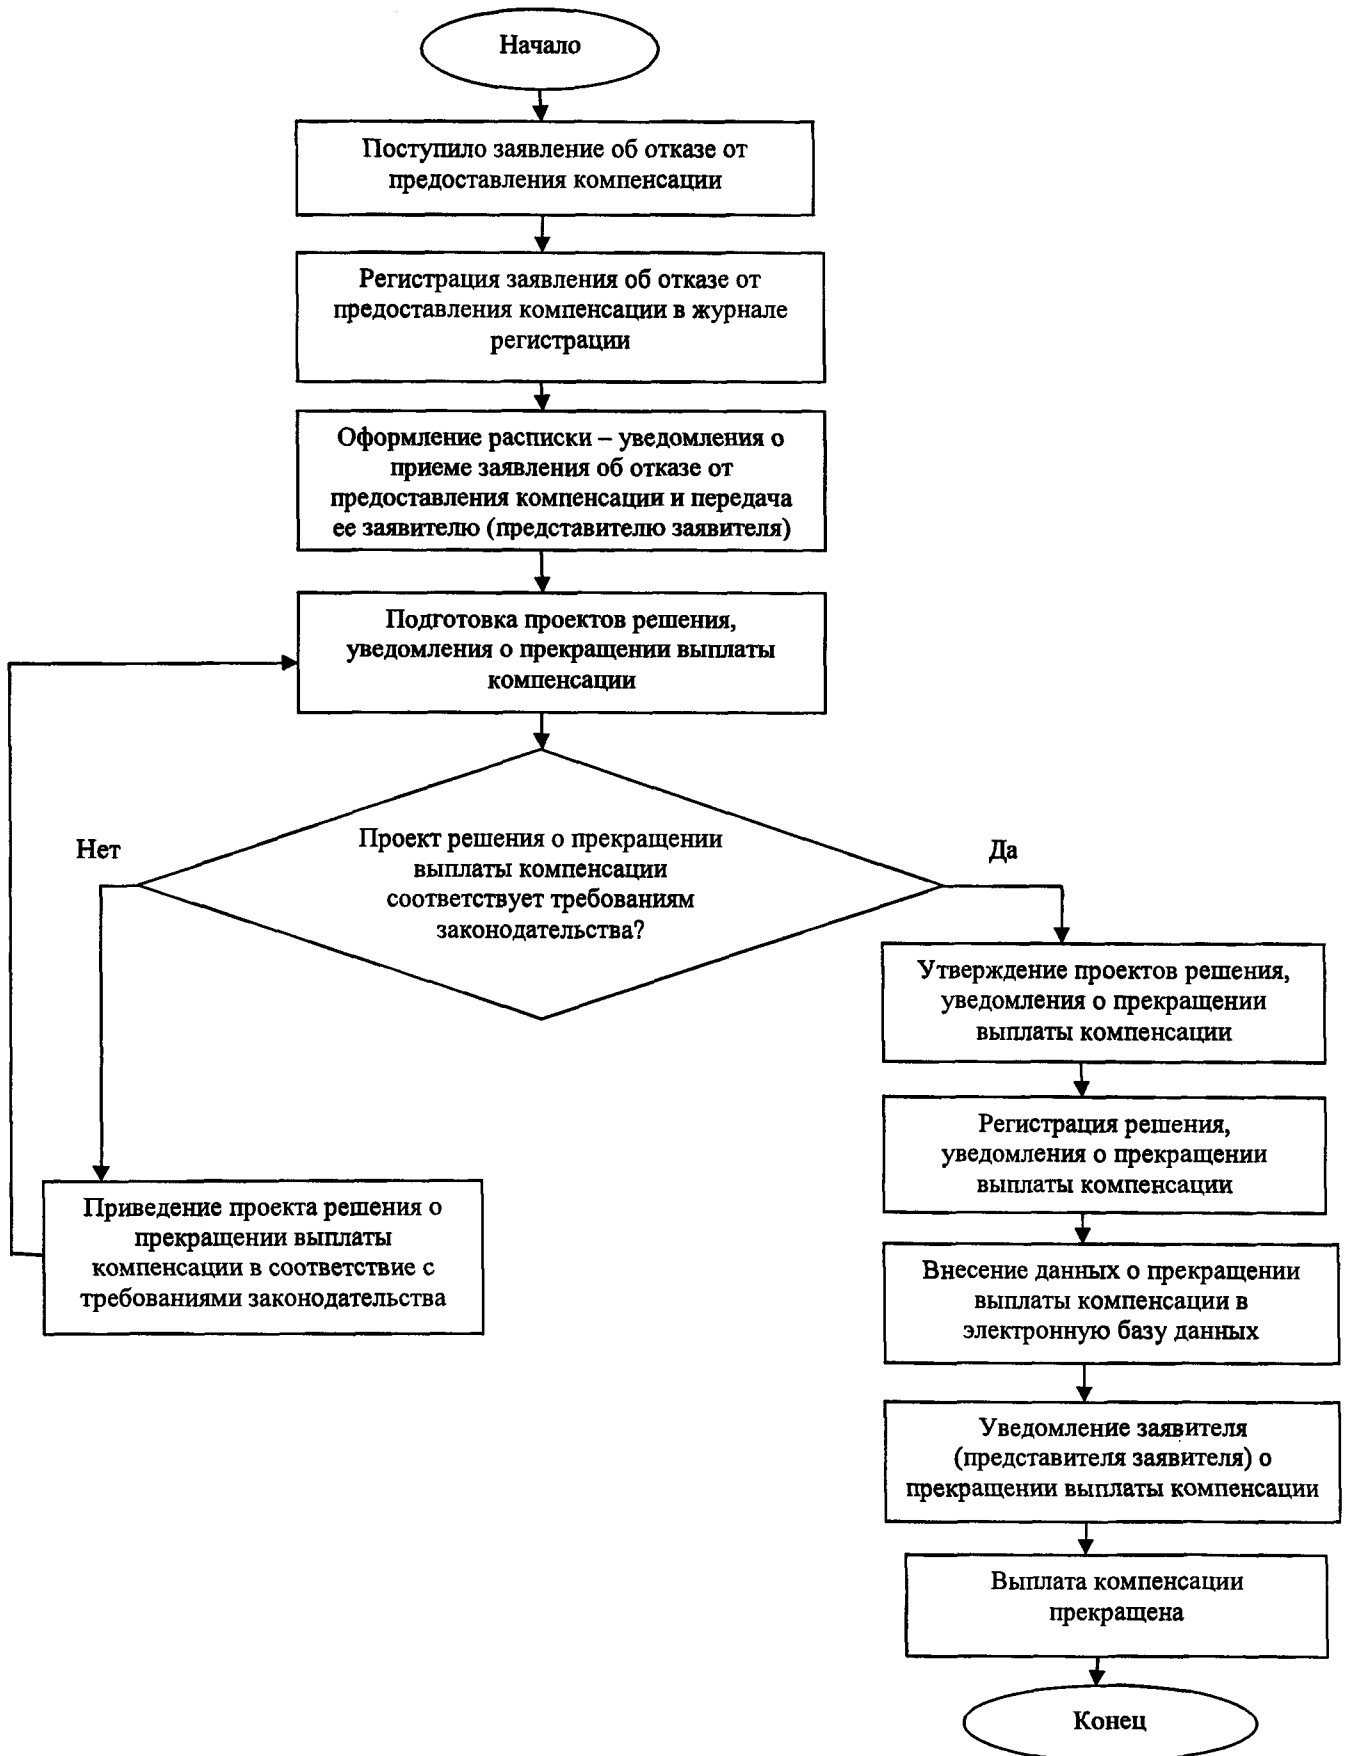 Начало
Поступило заявление об отказе от
предоставления компенсации
Регистрация заявления об отказе от
предоставления компенсации в журнале
регистрации
Оформление расписки – уведомления о
приеме заявления об отказе от
предоставления компенсации и передача
ее заявителю (представителю заявителя)
Подготовка проектов решения,
уведомления о прекращении выплаты
компенсации
Проект решения о прекращении
выплаты компенсации
соответствует требованиям
законодательства?
Нет
Да
Приведение проекта решения о
прекращении выплаты
компенсации в соответствие с
требованиями законодательства
Утверждение проектов решения,
уведомления о прекращении
выплаты компенсации
Регистрация решения,
уведомления о прекращении
выплаты компенсации
Внесение данных о прекращении
выплаты компенсации в
электронную базу данных
Уведомление заявителя
(представителя заявителя) о
прекращении выплаты компенсации
Выплата компенсации
прекращена
Конец